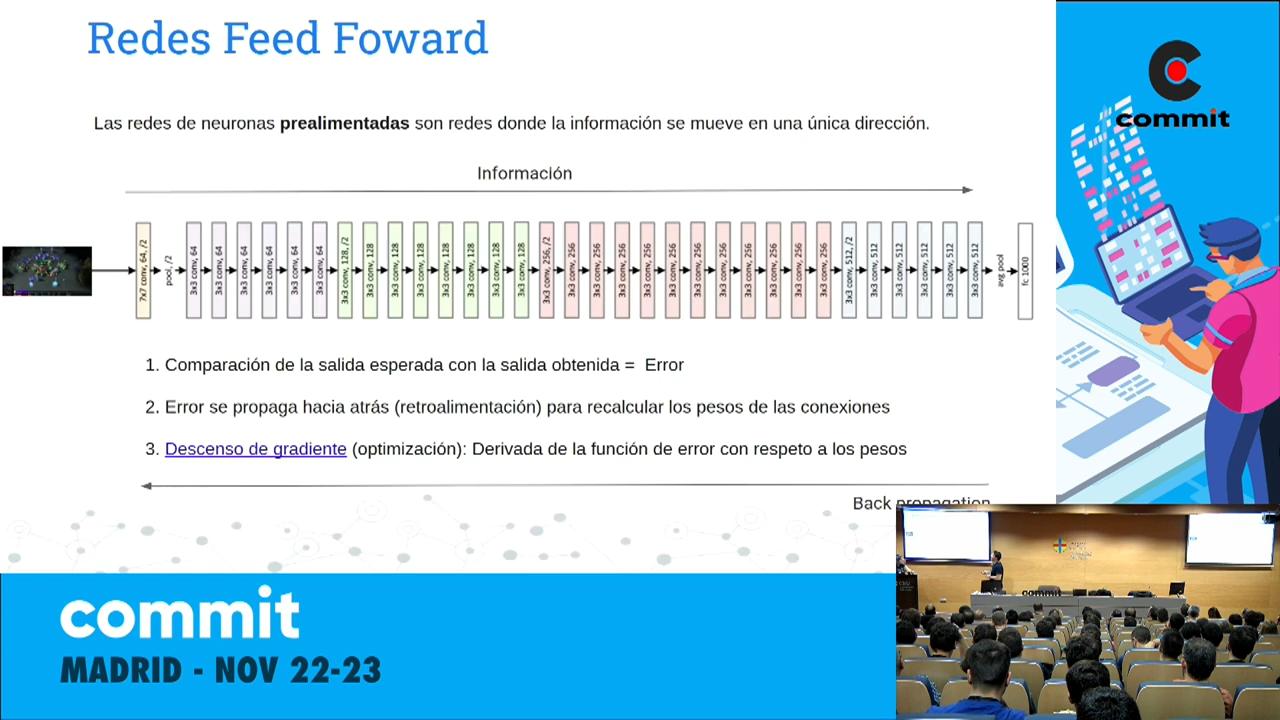 Redes Feed Foward
Las redes de neuronas prealimentadas son redes donde la información se mueve en una única dirección.
Información
7x7 conv, 64, /2
pool, /2
3x3 conv, 64
3x3 conv, 64
3x3 conv, 64
3x3 conv, 64
3x3 conv, 64
3x3 conv, 64
3x3 conv, 128, /2
3x3 conv, 128
3x3 conv, 128
3x3 conv, 128
3x3 conv, 128
3x3 conv, 128
3x3 conv, 128
3x3 conv, 128
3x3 conv, 256, /2
3x3 conv, 256
3x3 conv, 256
3x3 conv, 256
3x3 conv, 256
3x3 conv, 256
3x3 conv, 256
3x3 conv, 256
3x3 conv, 256
3x3 conv, 256
3x3 conv, 256
3x3 conv, 256
3x3 conv, 512, /2
3x3 conv, 512
3x3 conv, 512
3x3 conv, 512
3x3 conv, 512
3x3 conv, 512
avg pool
fc 1000
1. Comparación de la salida esperada con la salida obtenida = Error
2. Error se propaga hacia atrás (retroalimentación) para recalcular los pesos de las conexiones
3. Descenso de gradiente (optimización): Derivada de la función de error con respeto a los pesos
Back propagation
commit
commit
MADRID - NOV 22-23
commit